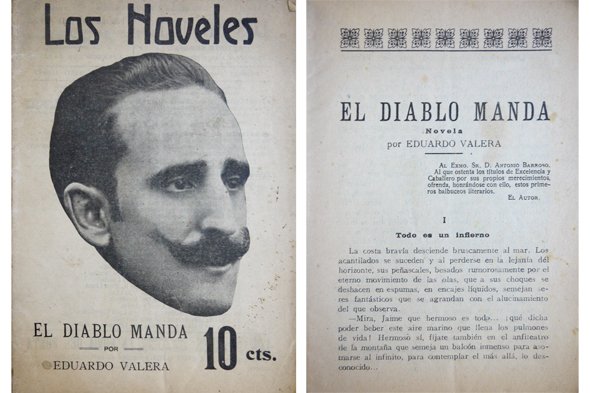 Los Noveles
EL DIABLO MANDA
POR
EDUARDO VALERA
10 cts.
EL DIABLO MANDA
Novela
por EDUARDO VALERA
AL EXMO. SR. D. ANTONIO BARROSO.
Al que ostenta los títulos de Excelencia y
Caballero por sus propios merecimientos,
ofrenda, honrándose con ello, estos prime-
ros balbuceos literarios.
EL AUTOR.
I
Todo es un infierno
La costa bravía desciende bruscamente al mar. Los
acantilados se suceden y al perderse en la lejanía del
horizonte, sus peñascales, besados rumorosamente por el
eterno movimiento de las olas, que a sus choques se
deshacen en espumas, en encajes líquidos, semejan se-
res fantásticos que se agrandan con el alucinamiento
del que observa.
—Mira, Jaime que hermoso es todo... ¡qué dicha
poder beber este aire marino que llena los pulmones
de vida! Hermoso sí, fíjate también en el anfiteatro
de la montaña que semeja un balcón inmenso para aso-
marse al infinito, para contemplar el más allá, lo des-
conocido...